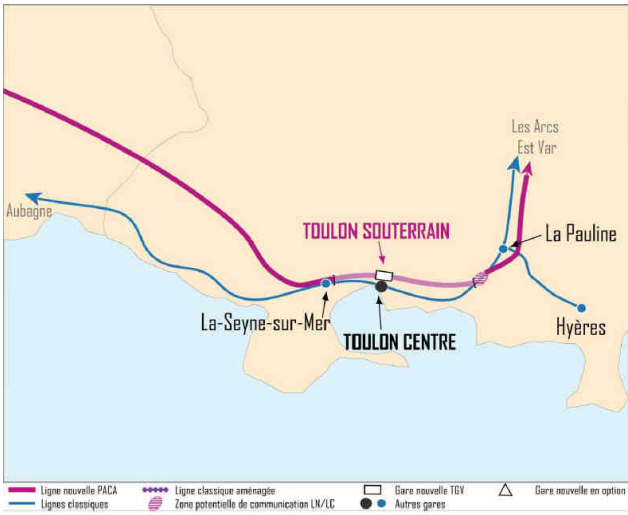 Les Arcs
Est Var
Aubagne
TOULON SOUTERRAIN
La Pauline
La-Seyne-sur-Mer
TOULON CENTRE
Hyères
Ligne nouvelle PACA
Ligne classique aménagée
Gare nouvelle TGV
Gare nouvelle en option
Lignes classiques
Zone potentielle de communication LN/LC
Autres gares